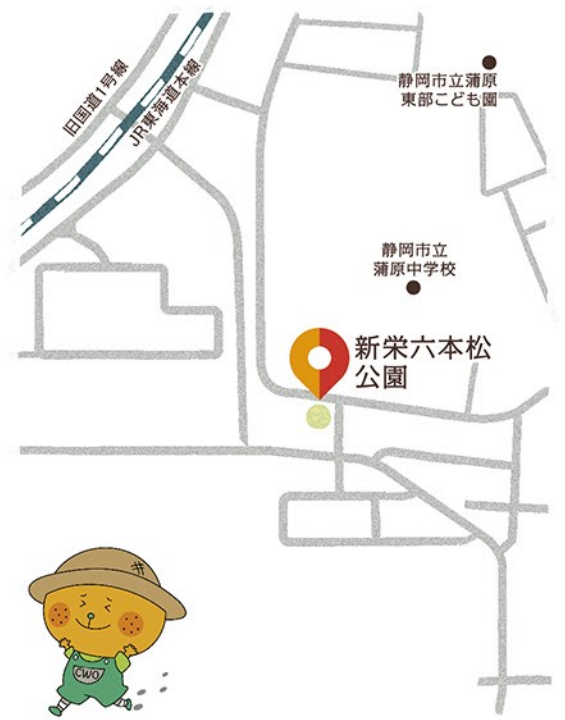 旧国道1号線
JR東海道本線
静岡市立蒲原
東部こども園
静岡市立
蒲原中学校
新栄六本松
公園
CWO